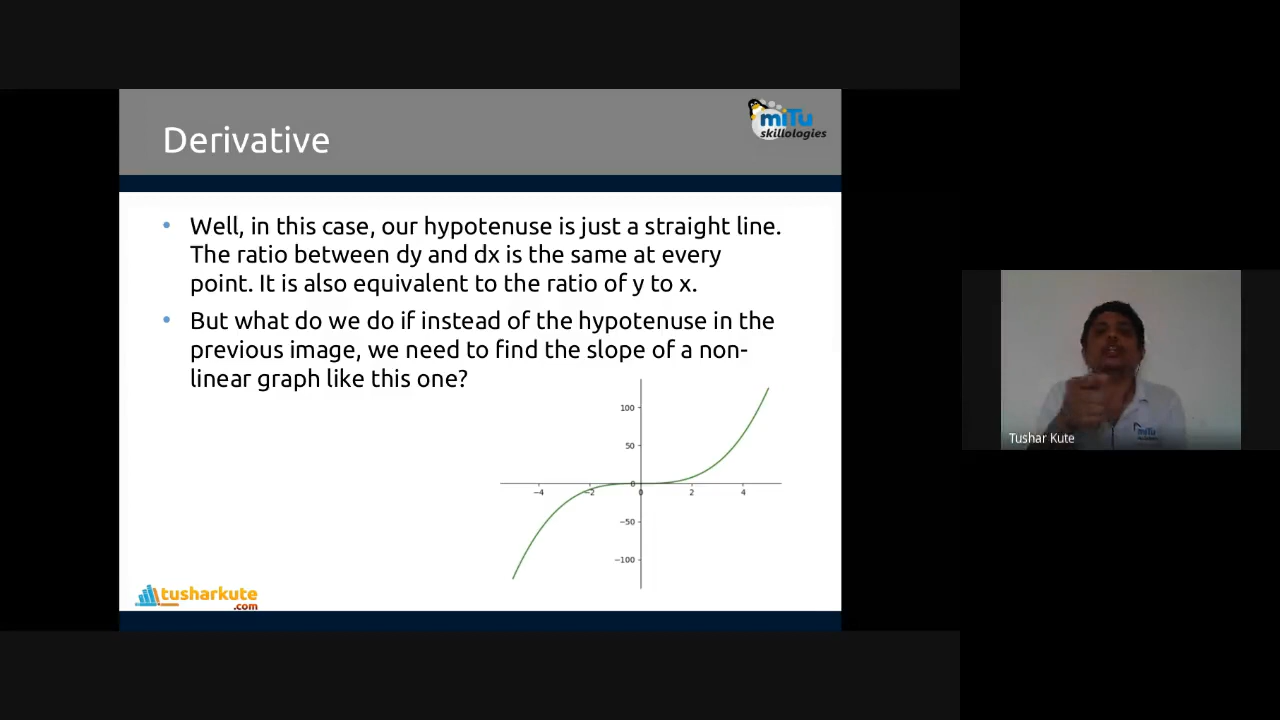 Derivative
miTu
skillologies
• Well, in this case, our hypotenuse is just a straight line.
The ratio between dy and dx is the same at every
point. It is also equivalent to the ratio of y to x.
• But what do we do if instead of the hypotenuse in the
previous image, we need to find the slope of a non-
linear graph like this one?
100
50
0
−4 −2 0 2 4
−50
−100
tusharkute
.com
miTu
Tushar Kute